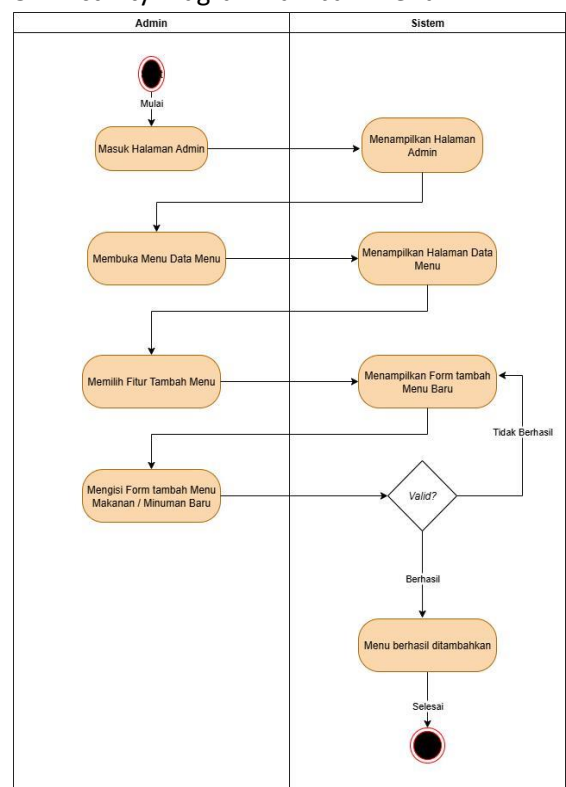 Admin
Sistem
Mulai
Masuk Halaman Admin
Menampilkan Halaman
Admin
Membuka Menu Data Menu
Menampilkan Halaman Data
Menu
Memilih Fitur Tambah Menu
Menampilkan Form tambah
Menu Baru
Tidak Berhasil
Mengisi Form tambah Menu
Makanan / Minuman Baru
Valid?
Berhasil
Menu berhasil ditambahkan
Selesai